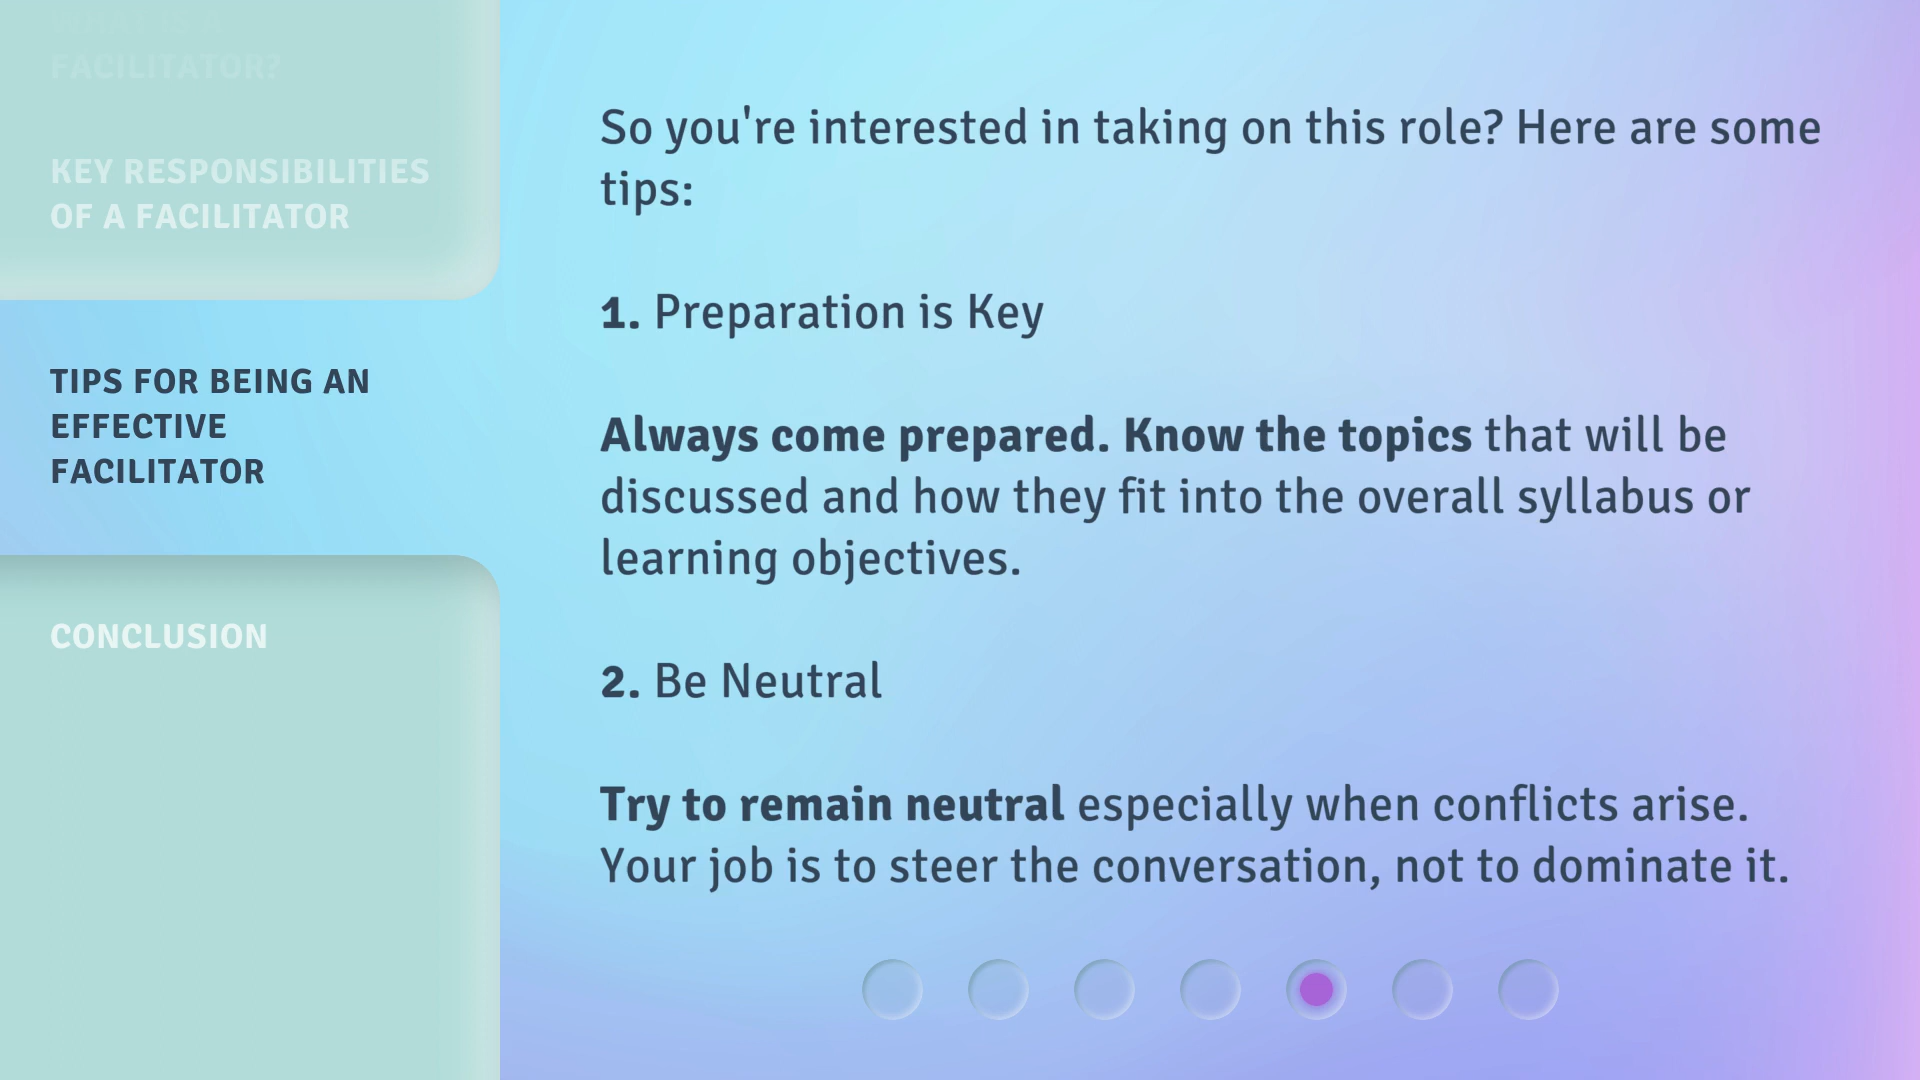 WHAT IS A
FACILITATOR?
KEY RESPONSIBILITIES
OF A FACILITATOR
TIPS FOR BEING AN
EFFECTIVE
FACILITATOR
CONCLUSION
So you're interested in taking on this role? Here are some
tips:
1. Preparation is Key
Always come prepared. Know the topics that will be
discussed and how they fit into the overall syllabus or
learning objectives.
2. Be Neutral
Try to remain neutral especially when conflicts arise.
Your job is to steer the conversation, not to dominate it.